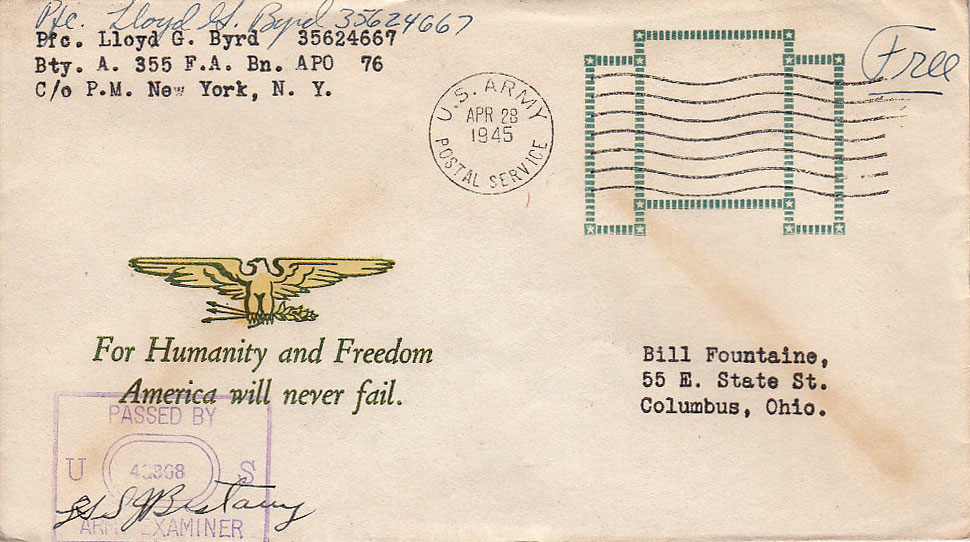 Pfc. Lloyd G. Byrd 35624667
Pfc. Lloyd G. Byrd 35624667
Bty. A. 355 F.A. Bn. APO 76
C/o P.M. New York, N. Y.
U.S. ARMY
APR 28
1945
POSTAL SERVICE
Free
For Humanity and Freedom
America will never fail.
Bill Fountaine,
55 E. State St.
Columbus, Ohio.
PASSED BY
U S
ARMY EXAMINER